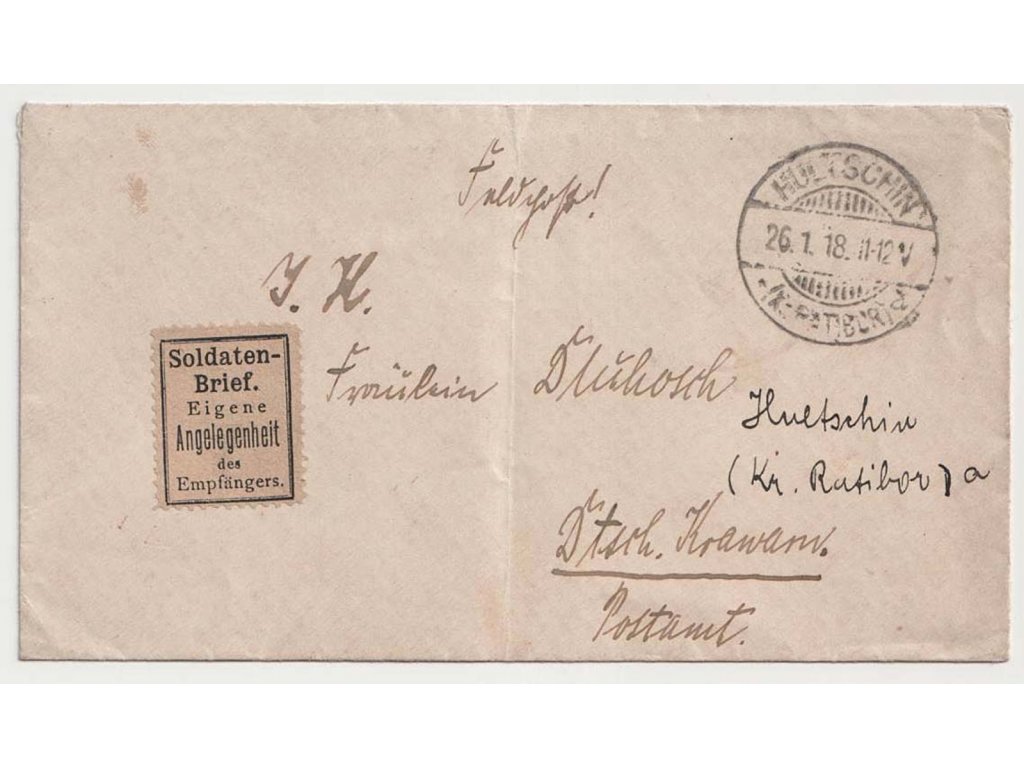 Feldpost!
HULTSCHIN
26. 1. 18. 11-12 V
(Kr. RATIBOR) a
J. H.
Soldaten-
Brief.
Eigene
Angelegenheit
des
Empfängers.
Fräulein Dluhosch
Hultschin
(Kr. Ratibor) a
Dtsch. Krawarn.
Postamt.